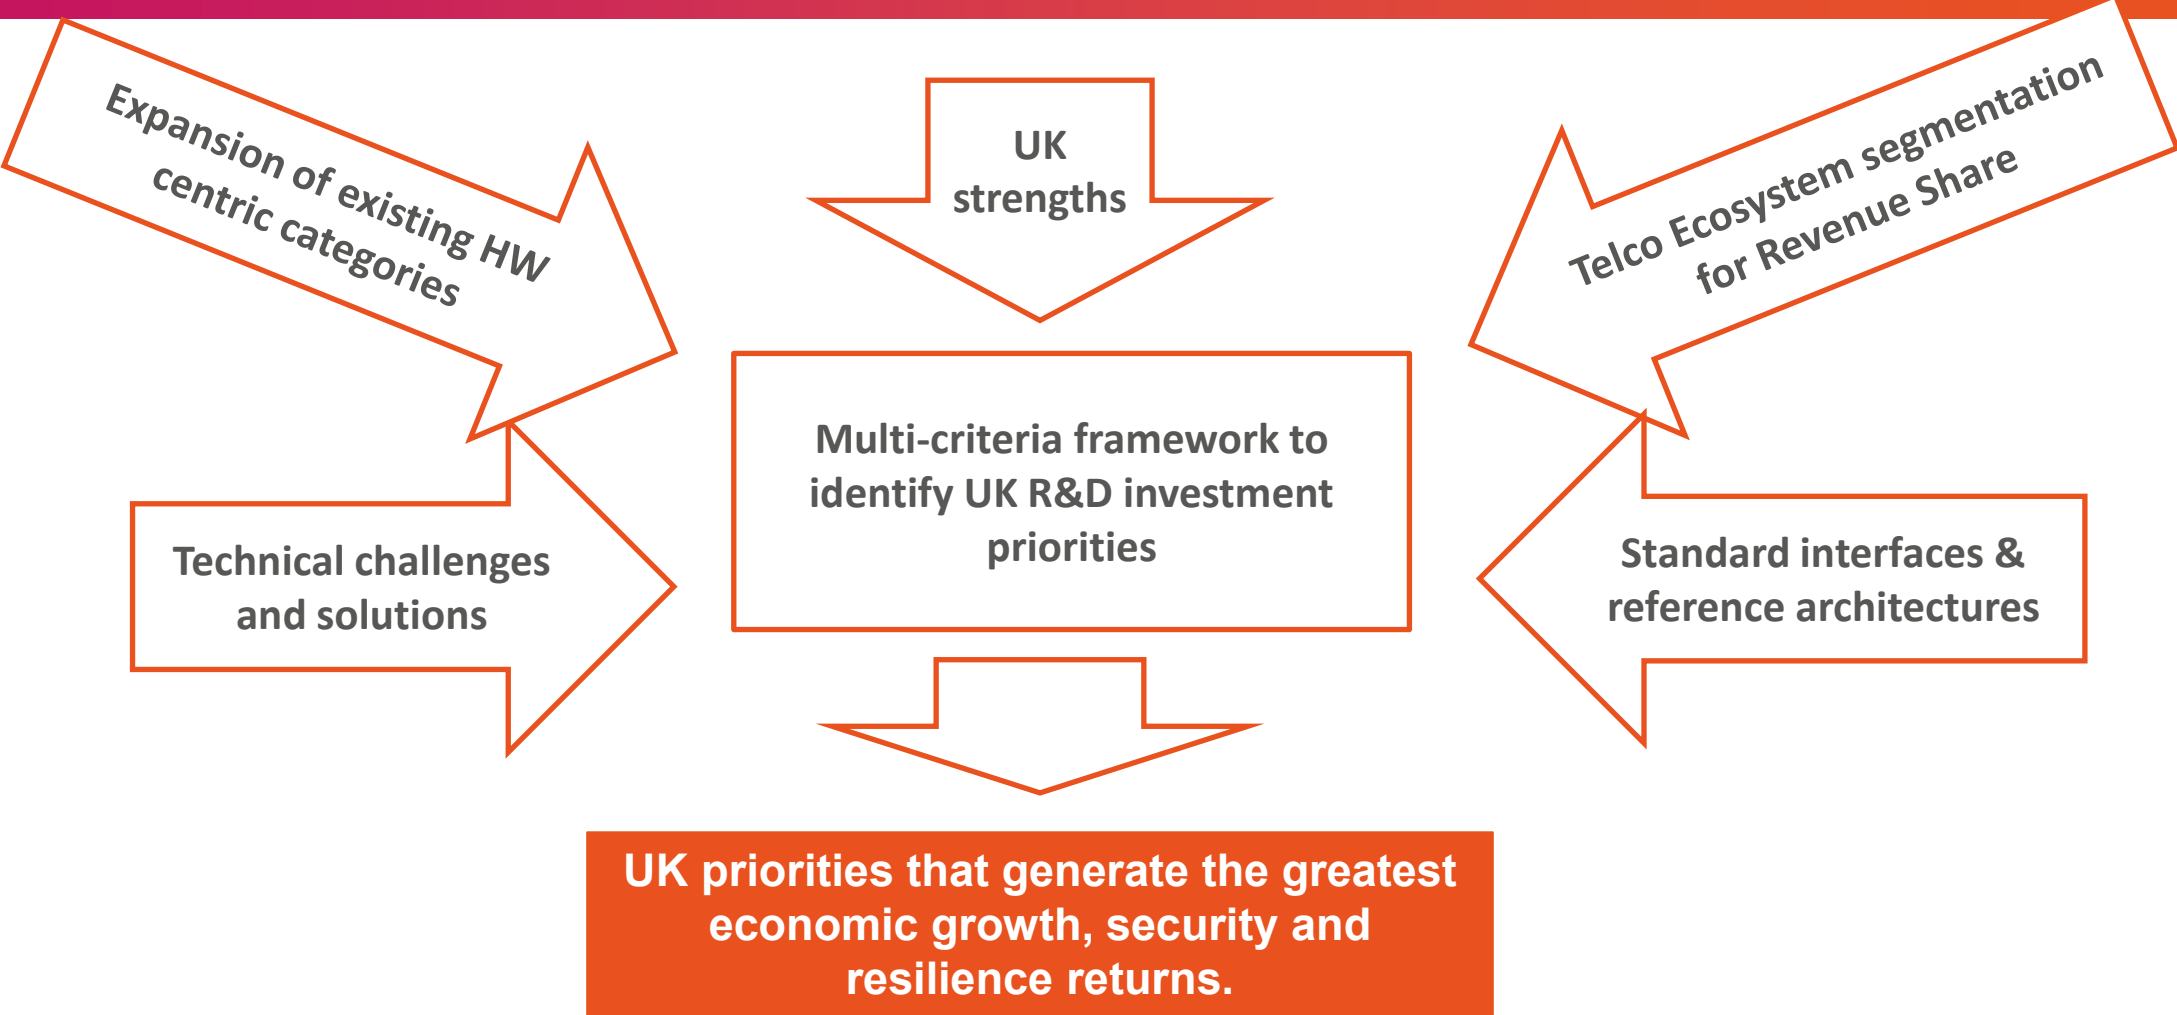 Expansion of existing HW
centric categories
UK
strengths
Telco Ecosystem segmentation
for Revenue Share
Multi-criteria framework to
identify UK R&D investment
priorities
Technical challenges
and solutions
Standard interfaces &
reference architectures
UK priorities that generate the greatest
economic growth, security and
resilience returns.